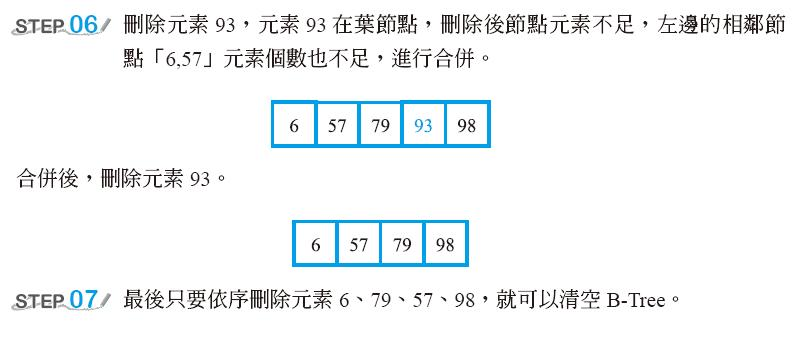 STEP 06 刪除元素 93，元素 93 在葉節點，刪除後節點元素不足，左邊的相鄰節
點「6,57」元素個數也不足，進行合併。
6 57 79 93 98
合併後，刪除元素 93。
6 57 79 98
STEP 07 最後只要依序刪除元素 6、79、57、98，就可以清空 B-Tree。